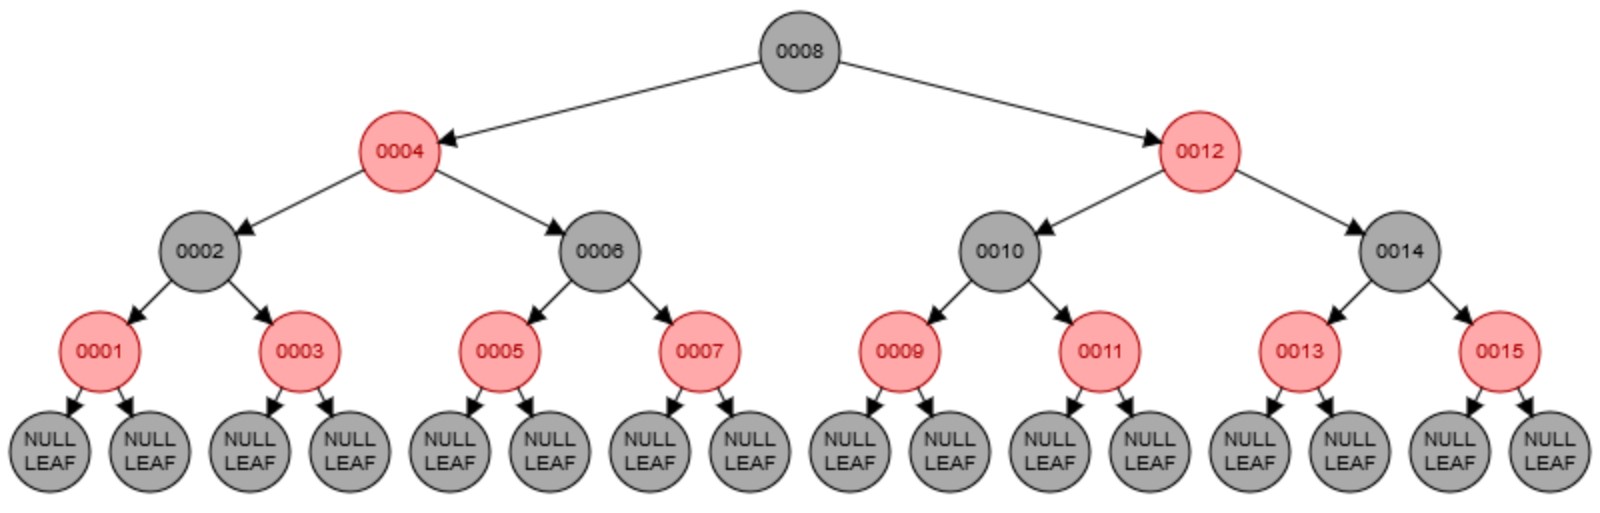 0008
0004
0012
0002
0006
0010
0014
0001
0003
0005
0007
0009
0011
0013
0015
NULL
LEAF
NULL
LEAF
NULL
LEAF
NULL
LEAF
NULL
LEAF
NULL
LEAF
NULL
LEAF
NULL
LEAF
NULL
LEAF
NULL
LEAF
NULL
LEAF
NULL
LEAF
NULL
LEAF
NULL
LEAF
NULL
LEAF
NULL
LEAF